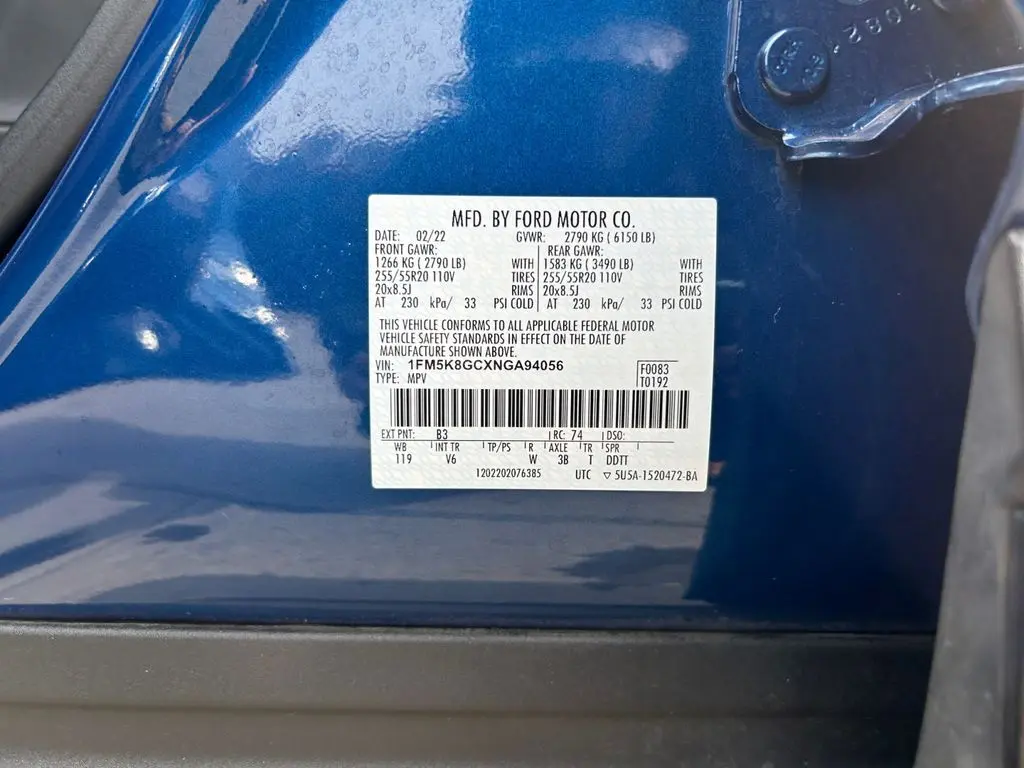 90821
MFD. BY FORD MOTOR CO.
DATE: 02/22 GVWR: 2790 KG ( 6150 LB)
FRONT GAWR: REAR GAWR:
1266 KG ( 2790 LB) WITH 1583 KG ( 3490 LB) WITH
255/55R20 110V TIRES 255/55R20 110V TIRES
20x8.5J RIMS 20x8.5J RIMS
AT 230 kPa/ 33 PSI COLD AT 230 kPa/ 33 PSI COLD
THIS VEHICLE CONFORMS TO ALL APPLICABLE FEDERAL MOTOR
VEHICLE SAFETY STANDARDS IN EFFECT ON THE DATE OF
MANUFACTURE SHOWN ABOVE.
VIN: 1FM5K8GCXNGA94056 F0083
TYPE: MPV T0192
EXT PNT: B3 RC: 74 DSO:
WB INT TR TP/PS R AXLE TR SPR
119 V6 W 3B T DDTT
1202202076385 UTC ▽ 5U5A-1520472-BA